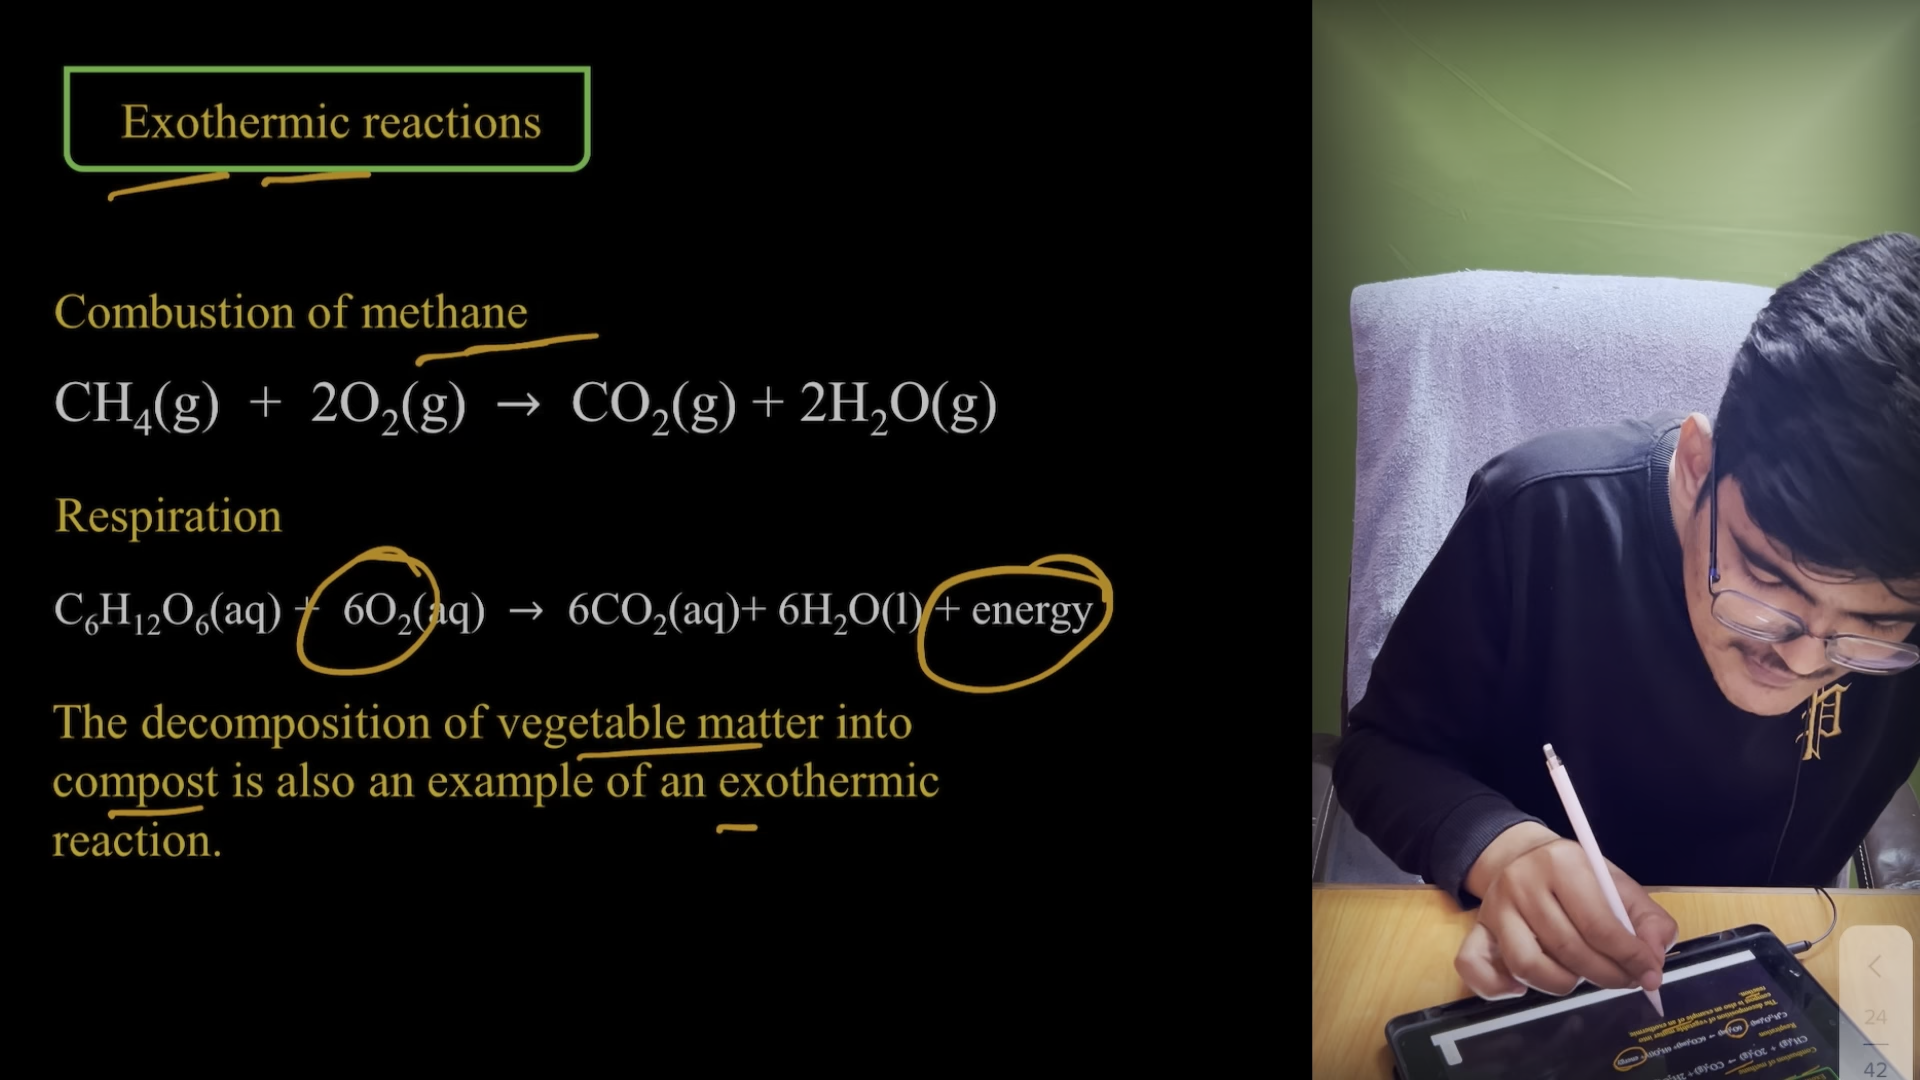 Exothermic reactions
Combustion of methane
CH₄(g) + 2O₂(g) → CO₂(g) + 2H₂O(g)
Respiration
C₆H₁₂O₆(aq) + 6O₂(aq) → 6CO₂(aq)+ 6H₂O(l) + energy
The decomposition of vegetable matter into
compost is also an example of an exothermic
reaction.
P
24
42